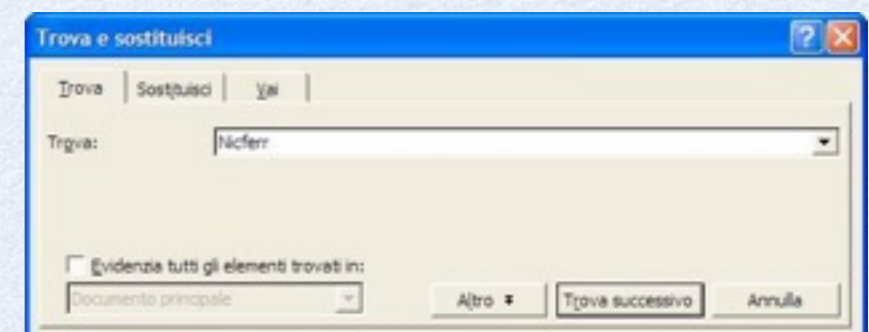 Trova e sostituisci
Trova Sostituisci Vai
Trova: Nicferr
Evidenzia tutti gli elementi trovati in:
Documento principale
Altro Trova successivo Annulla